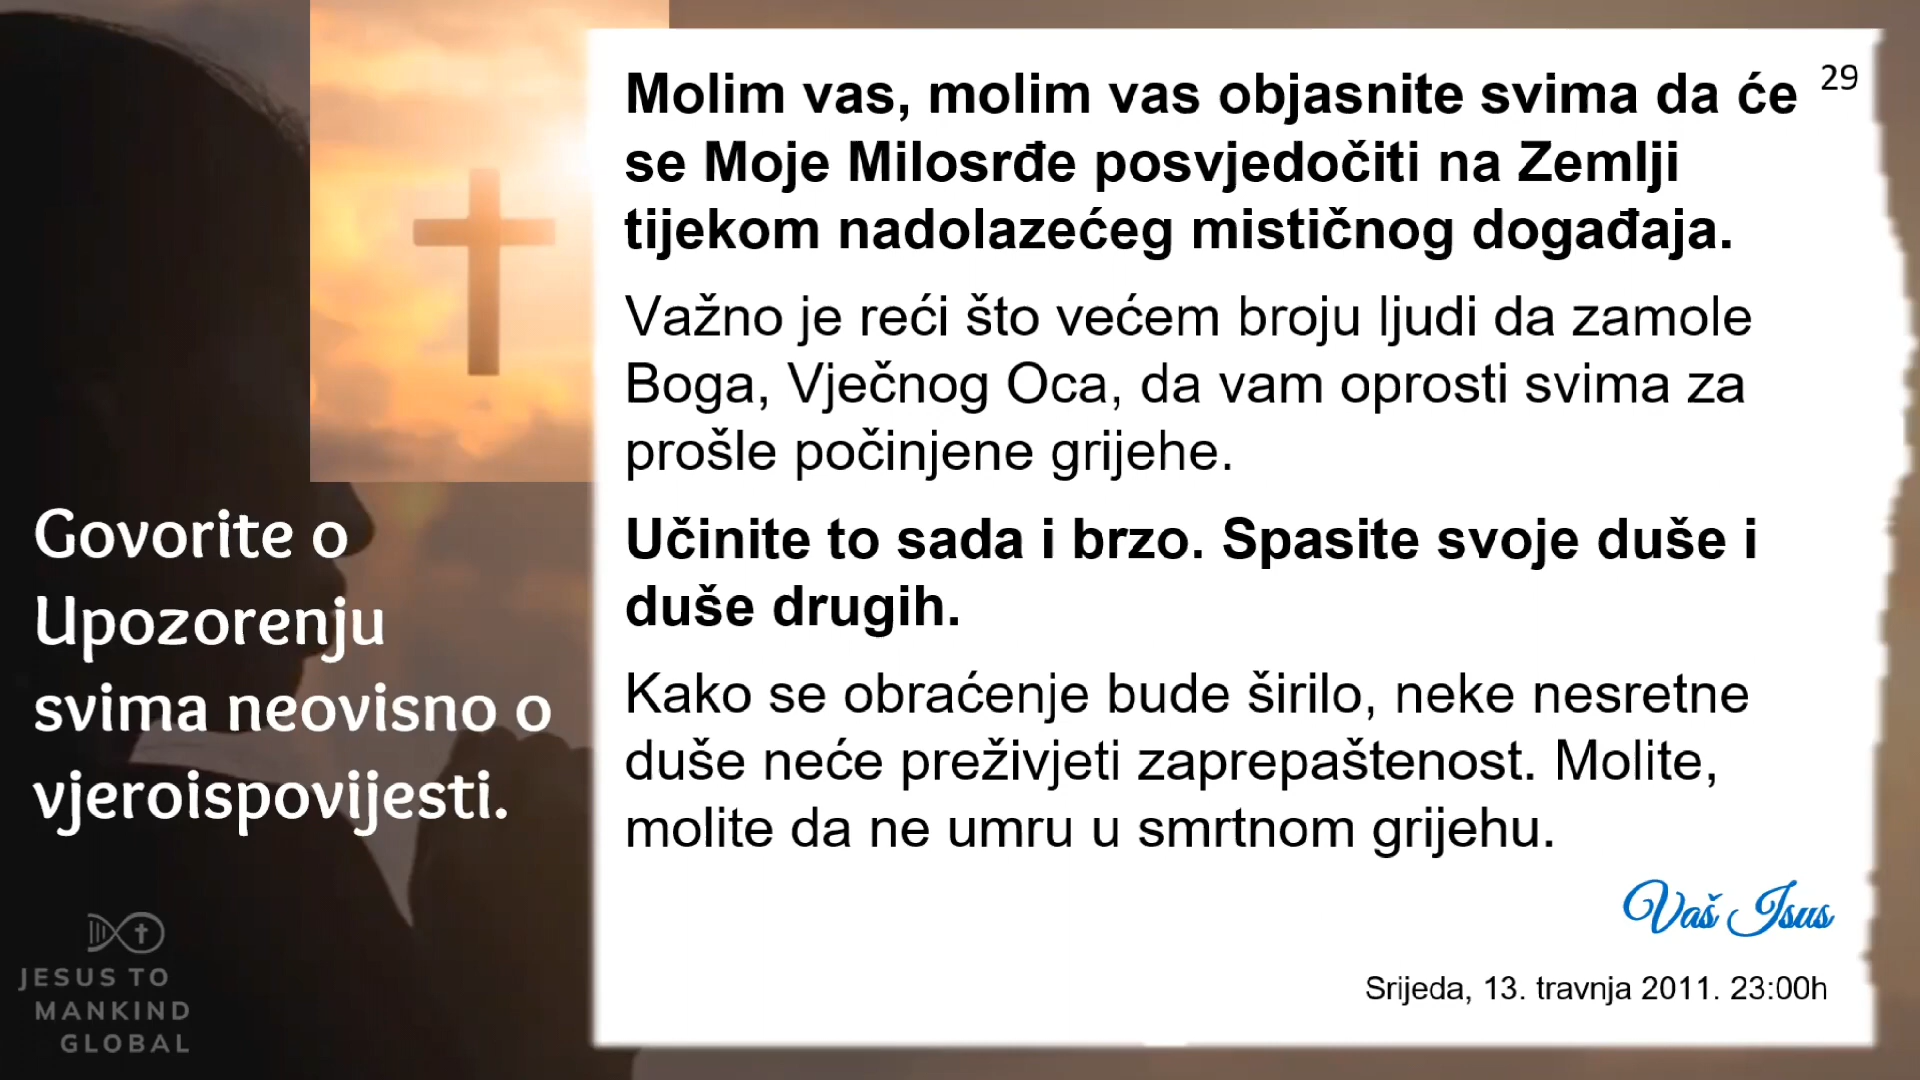 Govorite o
Upozorenju
svima neovisno o
vjeroispovijesti.
JESUS TO
MANKIND
GLOBAL
29
Molim vas, molim vas objasnite svima da će
se Moje Milosrđe posvjedočiti na Zemlji
tijekom nadolazećeg mističnog događaja.
Važno je reći što većem broju ljudi da zamole
Boga, Vječnog Oca, da vam oprosti svima za
prošle počinjene grijehe.
Učinite to sada i brzo. Spasite svoje duše i
duše drugih.
Kako se obraćenje bude širilo, neke nesretne
duše neće preživjeti zaprepaštenost. Molite,
molite da ne umru u smrtnom grijehu.
Vaš Isus
Srijeda, 13. travnja 2011. 23:00h